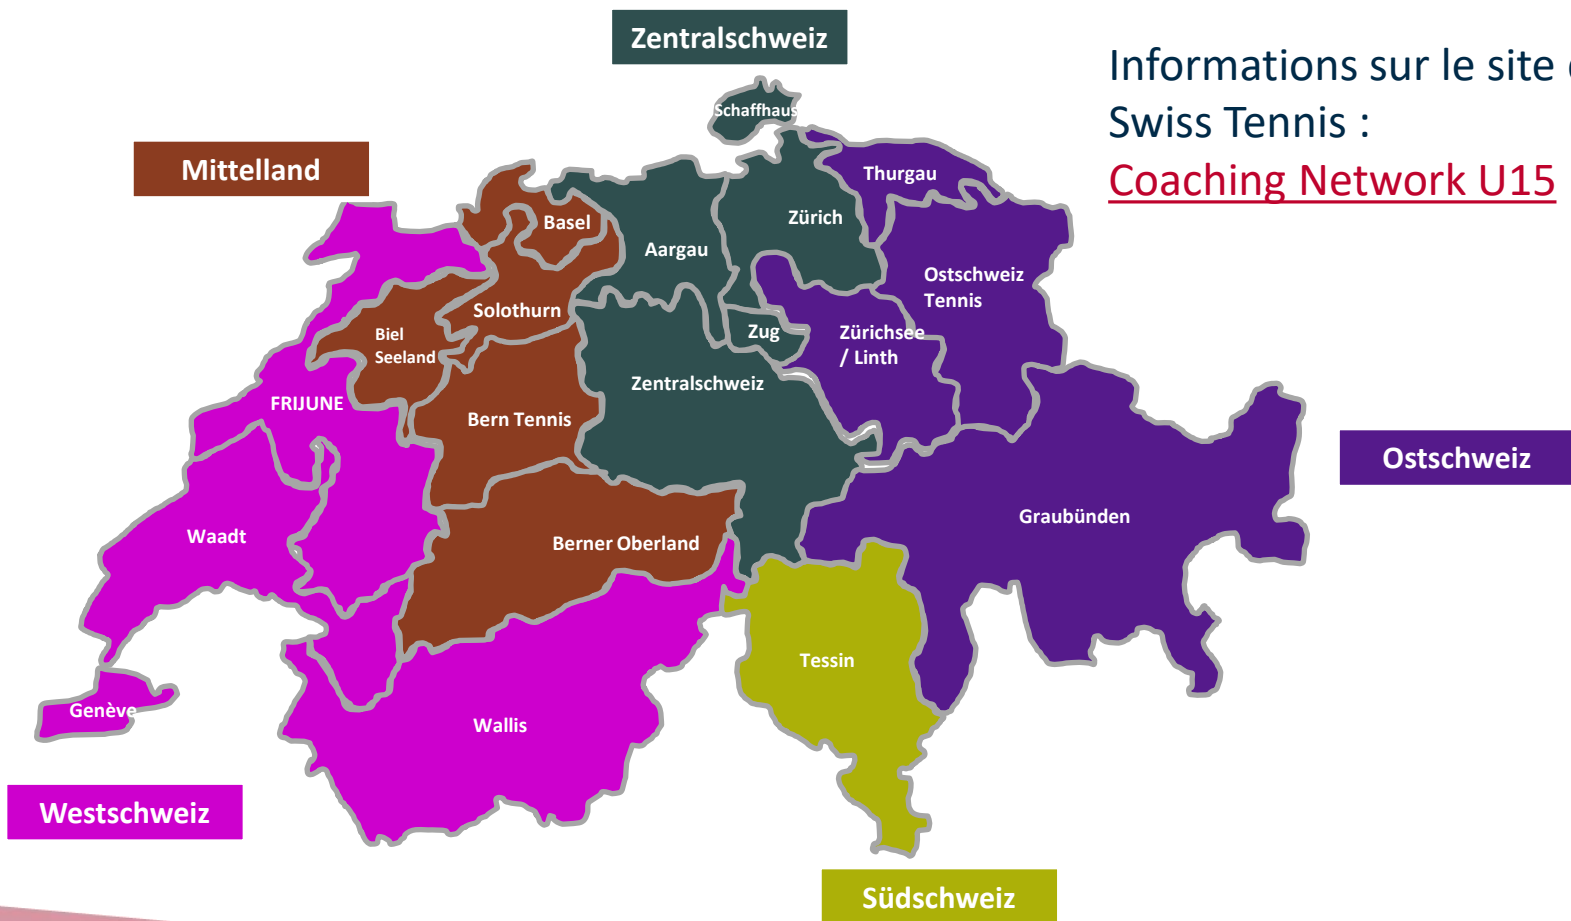 Zentralschweiz
Informations sur le site
Swiss Tennis :
Coaching Network U15
Schaffhaus
Mittelland
Thurgau
Basel
Zürich
Aargau
Ostschweiz
Tennis
Solothurn
Biel
Seeland
Zug
Zürichsee
/ Linth
Zentralschweiz
FRIJUNE
Bern Tennis
Ostschweiz
Graubünden
Waadt
Berner Oberland
Tessin
Genève
Wallis
Westschweiz
Südschweiz